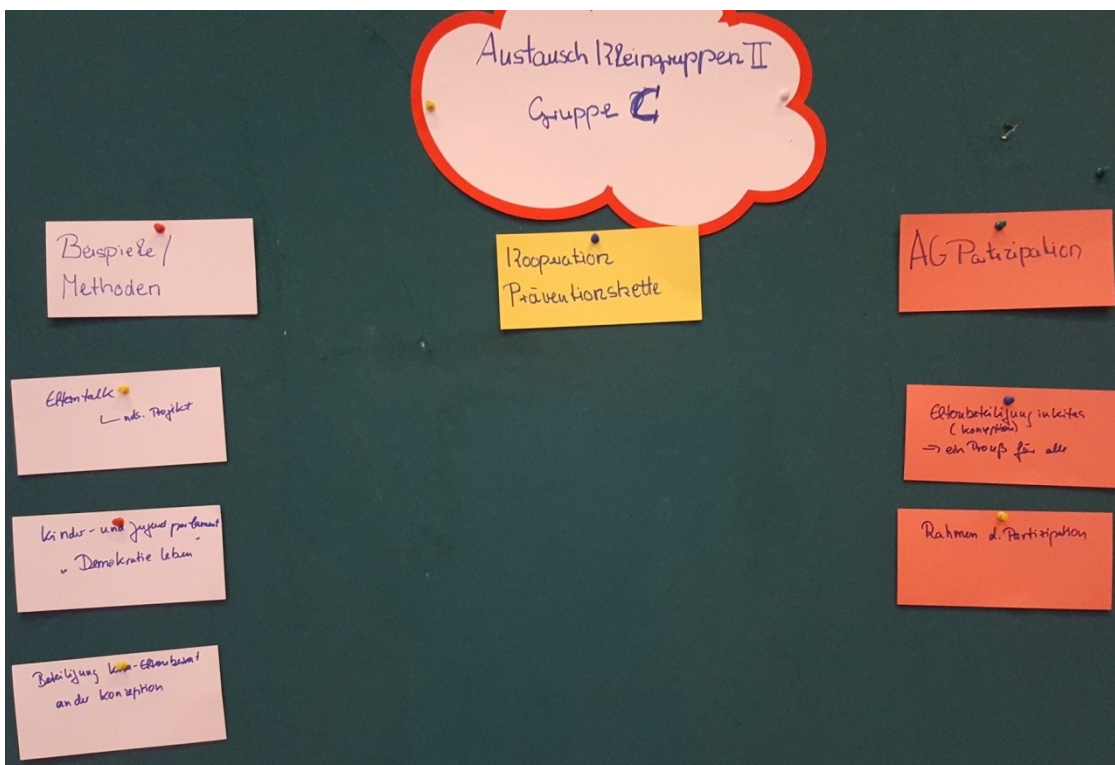 Austausch Kleingruppen II
Gruppe C
Beispiele /
Methoden
Elterntalk
nds. Projekt
Kinder- und Jugendparlament
"Demokratie leben"
Beteiligung Kita-Elternbeirat
an der Konzeption
Kooperation
Präventionskette
AG Partizipation
Elternbeteiligung in Kitas
(Konzeption)
→ ein Prozeß für alle
Rahmen d. Partizipation